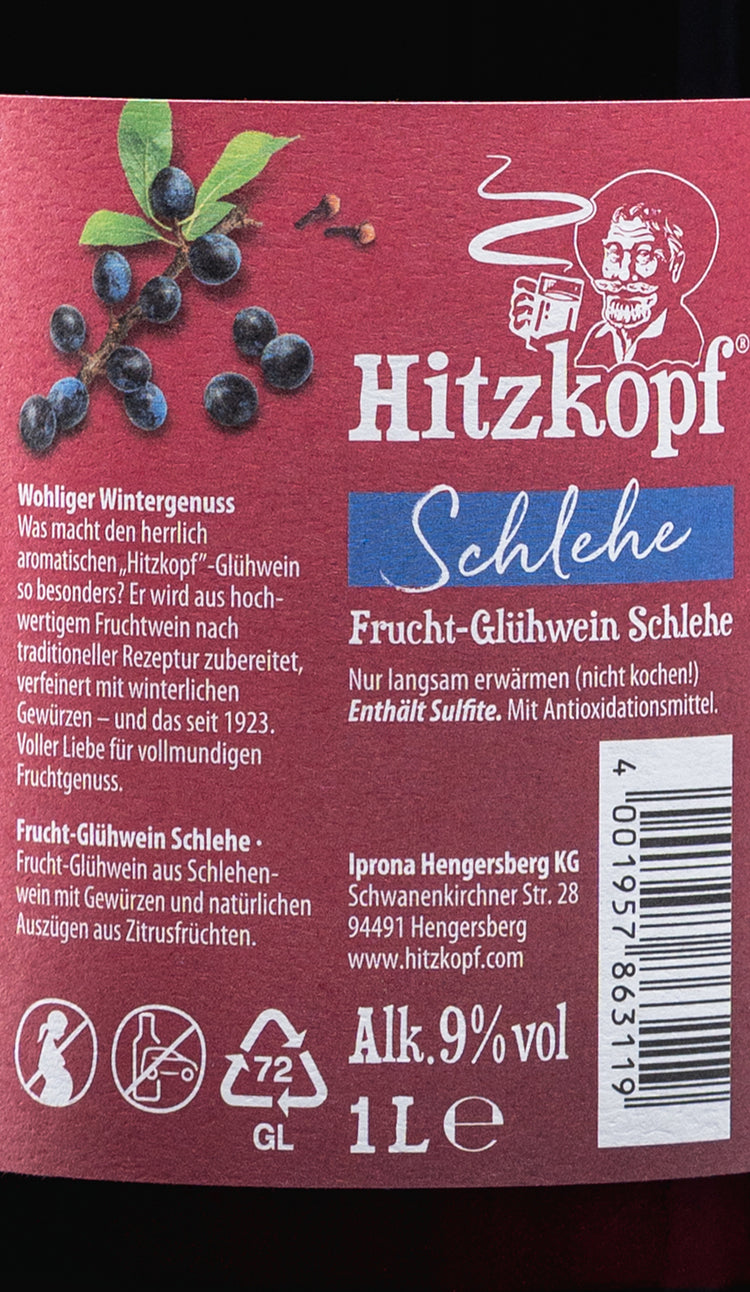 Wohliger Wintergenuss
Was macht den herrlich
aromatischen „Hitzkopf”-Glühwein
so besonders? Er wird aus hoch-
wertigem Fruchtwein nach
traditioneller Rezeptur zubereitet,
verfeinert mit winterlichen
Gewürzen – und das seit 1923.
Voller Liebe für vollmundigen
Fruchtgenuss.
Frucht-Glühwein Schlehe •
Frucht-Glühwein aus Schlehen-
wein mit Gewürzen und natürlichen
Auszügen aus Zitrusfrüchten.
72
GL
Hitzkopf®
Schlehe
Frucht-Glühwein Schlehe
Nur langsam erwärmen (nicht kochen!)
Enthält Sulfite. Mit Antioxidationsmittel.
Iprona Hengersberg KG
Schwanenkirchner Str. 28
94491 Hengersberg
www.hitzkopf.com
Alk. 9% vol
1L e
4 001957 863119